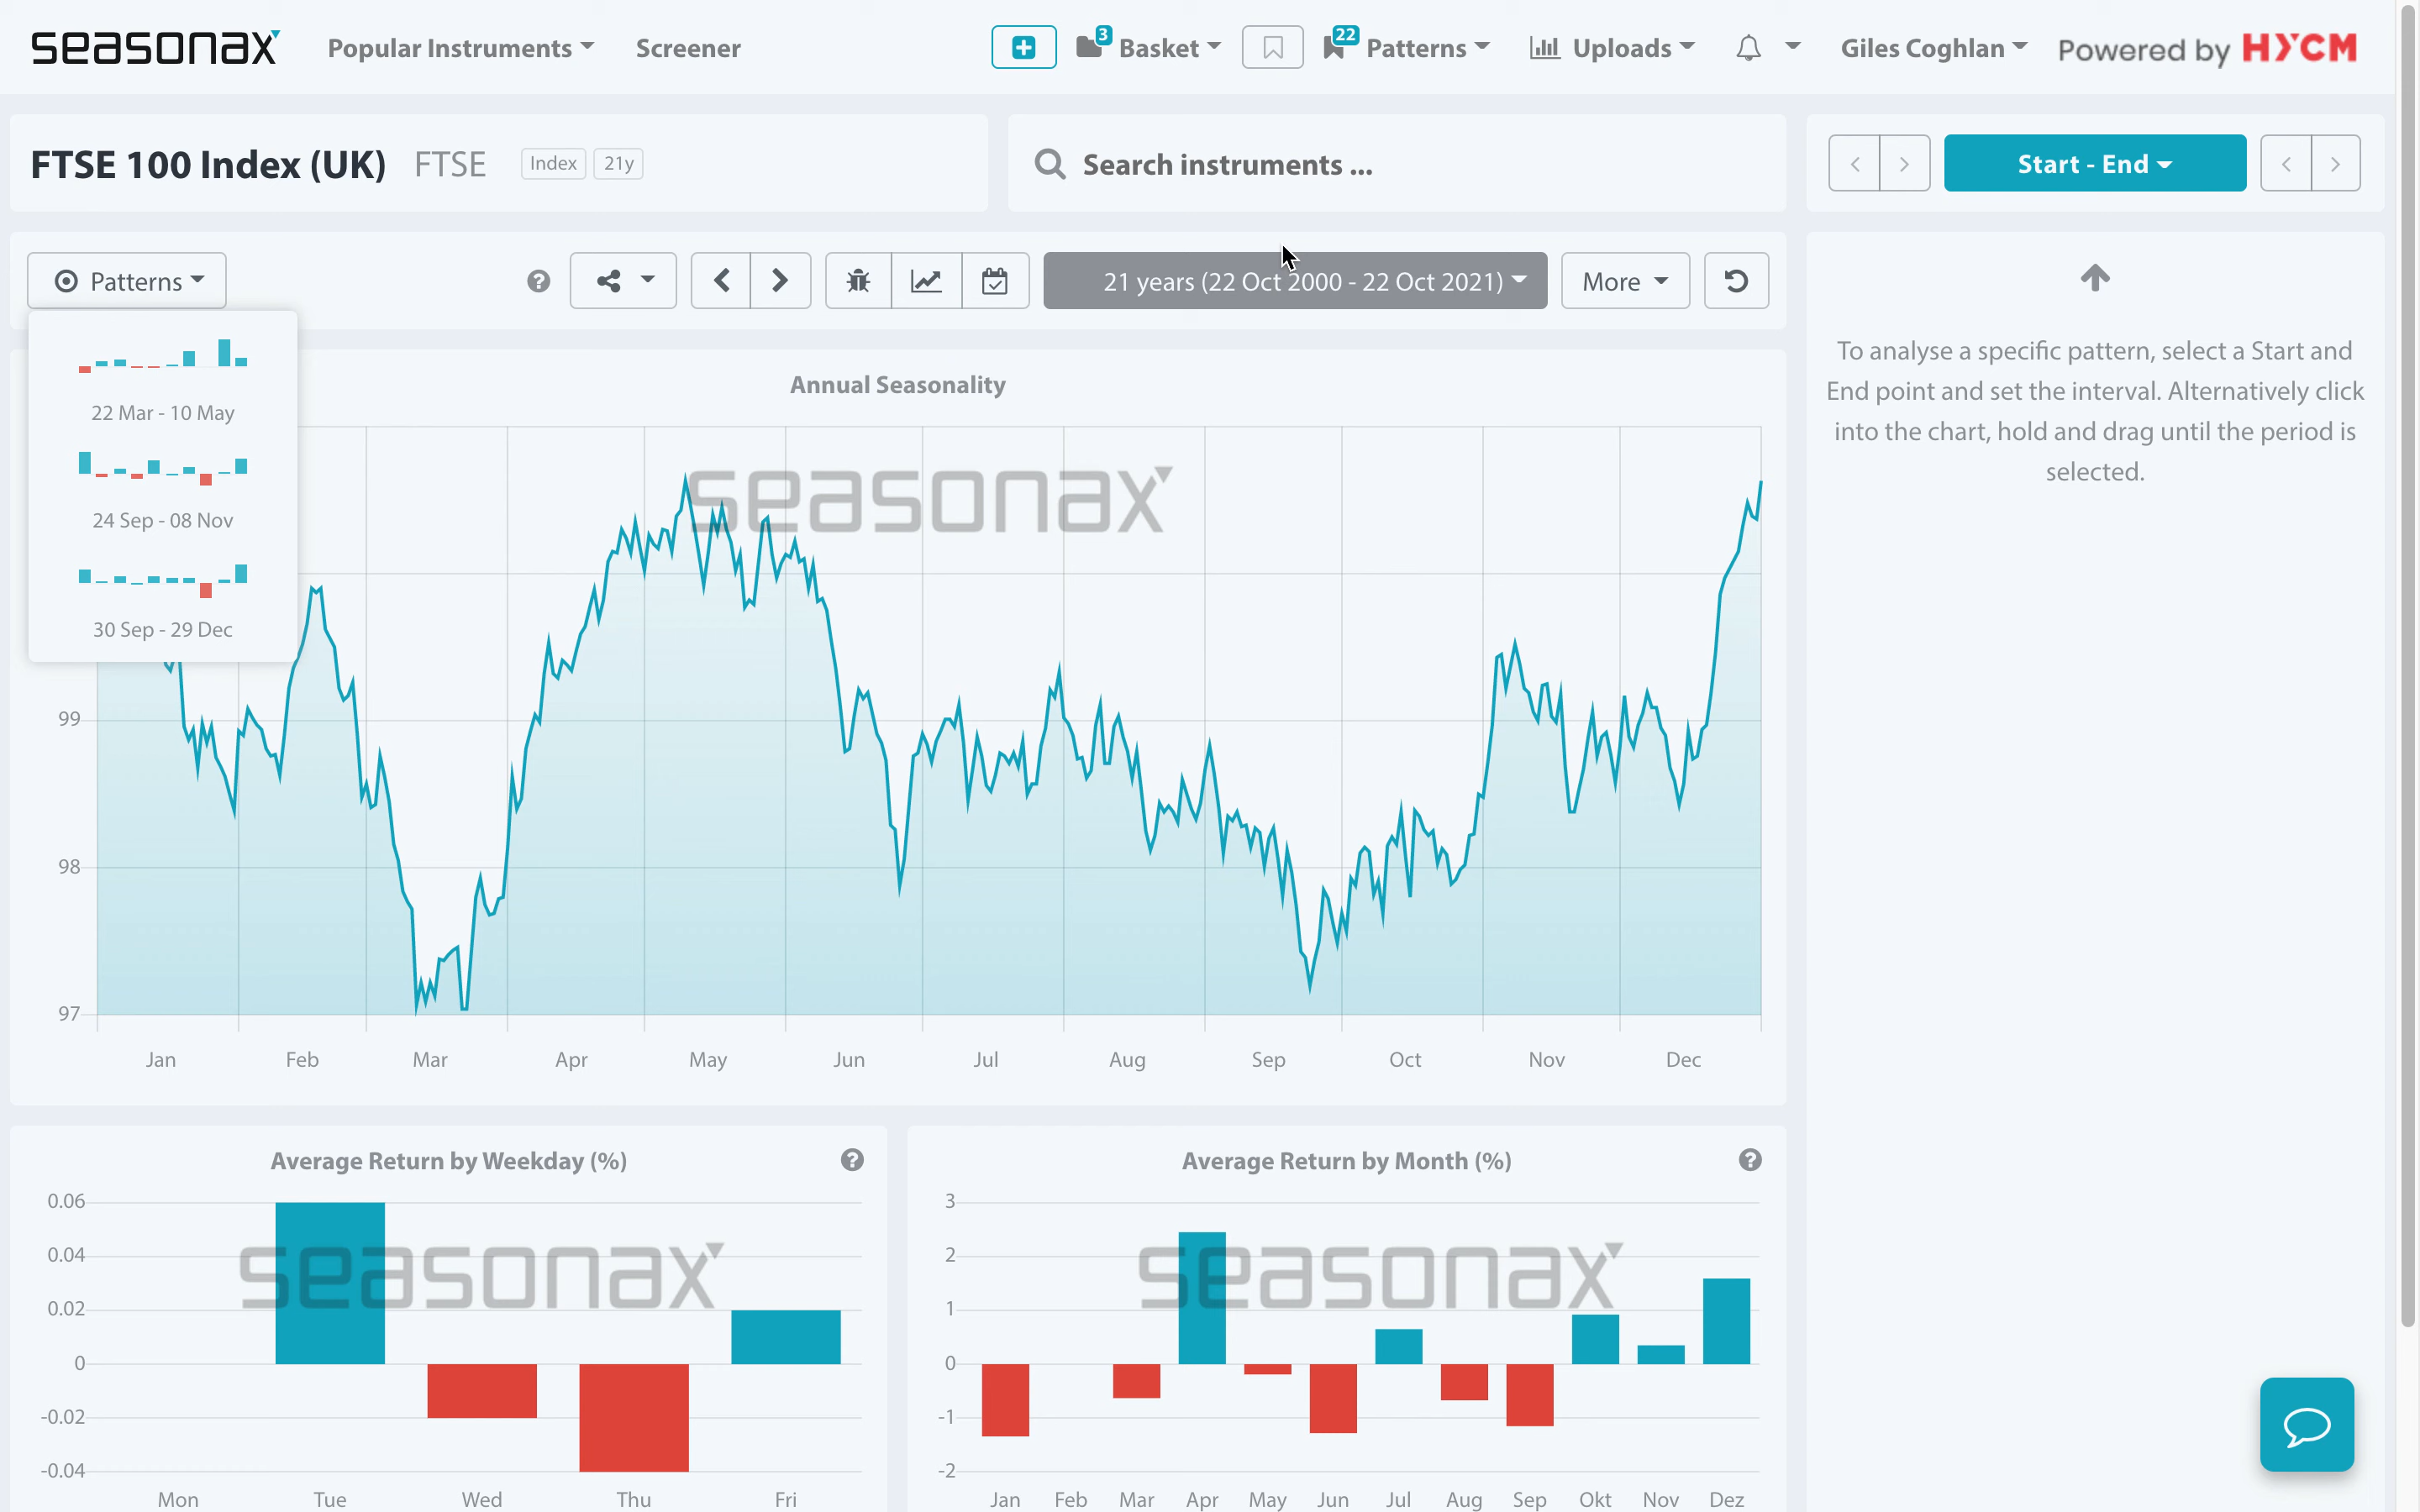 seasonax
Popular Instruments
Screener
3
Basket
22
Patterns
Uploads
Giles Coghlan
Powered by HYCM
FTSE 100 Index (UK)
FTSE
Index
21y
Search instruments ...
Start - End
Patterns
21 years (22 Oct 2000 - 22 Oct 2021)
More
22 Mar - 10 May
24 Sep - 08 Nov
30 Sep - 29 Dec
To analyse a specific pattern, select a Start and
End point and set the interval. Alternatively click
into the chart, hold and drag until the period is
selected.
Annual Seasonality
seasonax
99
98
97
Jan Feb Mar Apr May Jun Jul Aug Sep Oct Nov Dec
Average Return by Weekday (%)
seasonax
0.06
0.04
0.02
0
-0.02
-0.04
Mon Tue Wed Thu Fri
Average Return by Month (%)
seasonax
3
2
1
0
-1
-2
Jan Feb Mar Apr May Jun Jul Aug Sep Okt Nov Dez